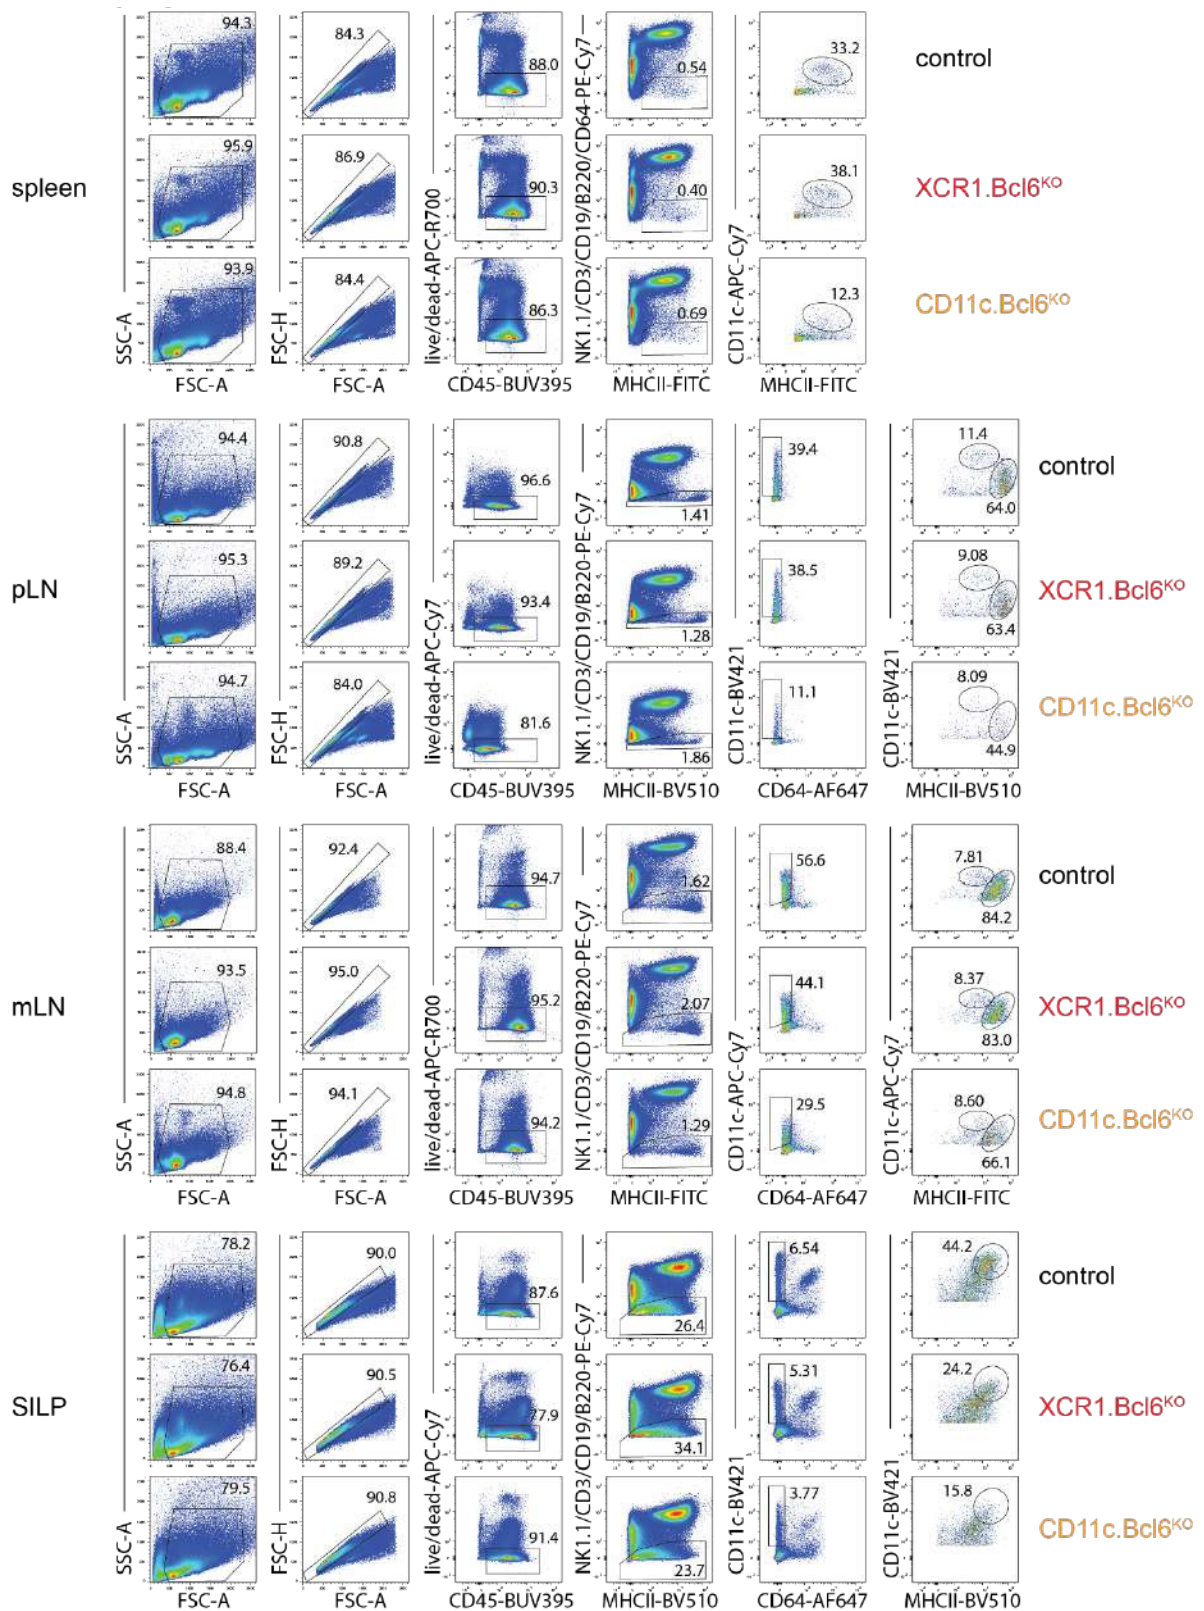 94.3 84.3 88.0 0.54 33.2 control
spleen 95.9 86.9 90.3 0.40 38.1 XCR1.Bcl6KO
93.9 84.4 86.3 0.69 12.3 CD11c.Bcl6KO
SSC-A FSC-H live/dead-APC-R700 NK1.1/CD3/CD19/B220/CD64-PE-Cy7 CD11c-APC-Cy7
FSC-A FSC-A CD45-BUV395 MHCII-FITC MHCII-FITC
94.4 90.8 96.6 1.41 39.4 11.4 64.0 control
pLN 95.3 89.2 93.4 1.28 38.5 9.08 63.4 XCR1.Bcl6KO
94.7 84.0 81.6 1.86 11.1 8.09 44.9 CD11c.Bcl6KO
SSC-A FSC-H live/dead-APC-Cy7 NK1.1/CD3/CD19/B220-PE-Cy7 CD11c-BV421 CD11c-BV421
FSC-A FSC-A CD45-BUV395 MHCII-BV510 CD64-AF647 MHCII-BV510
88.4 92.4 94.7 1.62 56.6 7.81 84.2 control
mLN 93.5 95.0 95.2 2.07 44.1 8.37 83.0 XCR1.Bcl6KO
94.8 94.1 94.2 1.29 29.5 8.60 66.1 CD11c.Bcl6KO
SSC-A FSC-H live/dead-APC-R700 NK1.1/CD3/CD19/B220-PE-Cy7 CD11c-APC-Cy7 CD11c-APC-Cy7
FSC-A FSC-A CD45-BUV395 MHCII-FITC CD64-AF647 MHCII-FITC
78.2 90.0 87.6 26.4 6.54 44.2 control
SILP 76.4 90.5 77.9 34.1 5.31 24.2 XCR1.Bcl6KO
79.5 90.8 91.4 23.7 3.77 15.8 CD11c.Bcl6KO
SSC-A FSC-H live/dead-APC-Cy7 NK1.1/CD3/CD19/B220-PE-Cy7 CD11c-BV421 CD11c-BV421
FSC-A FSC-A CD45-BUV395 MHCII-BV510 CD64-AF647 MHCII-BV510